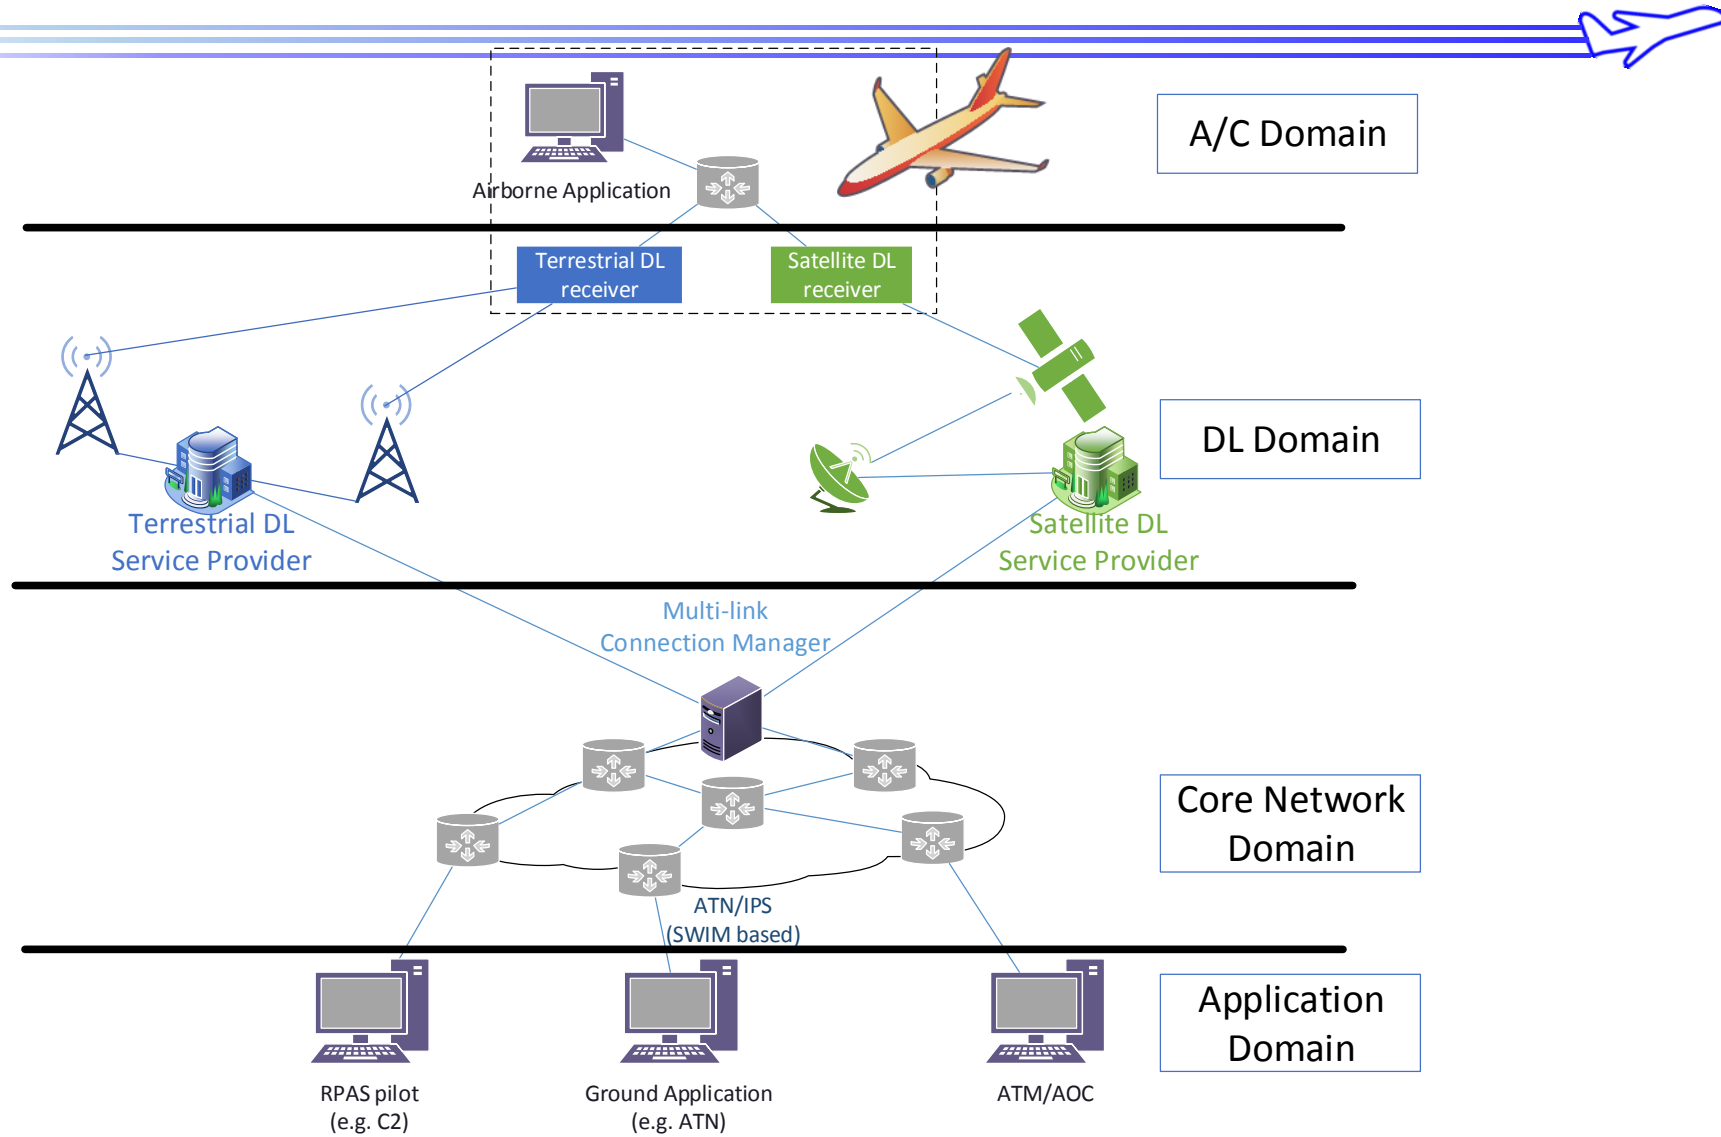 A/C Domain
Airborne Application
Terrestrial DL
receiver
Satellite DL
receiver
DL Domain
Terrestrial DL
Service Provider
Satellite DL
Service Provider
Multi-link
Connection Manager
Core Network
Domain
ATN/IPS
(SWIM based)
Application
Domain
RPAS pilot
(e.g. C2)
Ground Application
(e.g. ATN)
ATM/AOC